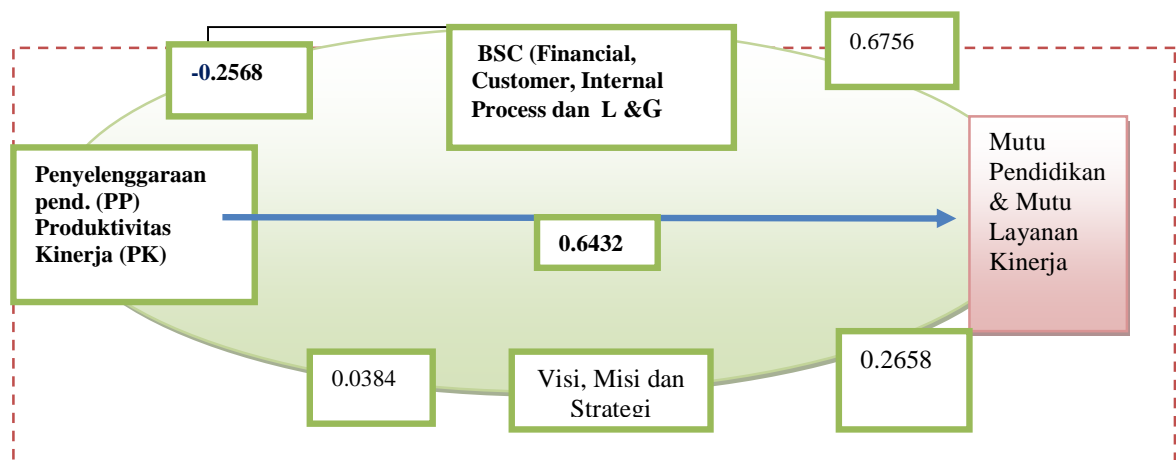 -0.2568
BSC (Financial,
Customer, Internal
Process dan L &G
0.6756
Penyelenggaraan
pend. (PP)
Produktivitas
Kinerja (PK)
0.6432
Mutu
Pendidikan
& Mutu
Layanan
Kinerja
0.0384
Visi, Misi dan
Strategi
0.2658